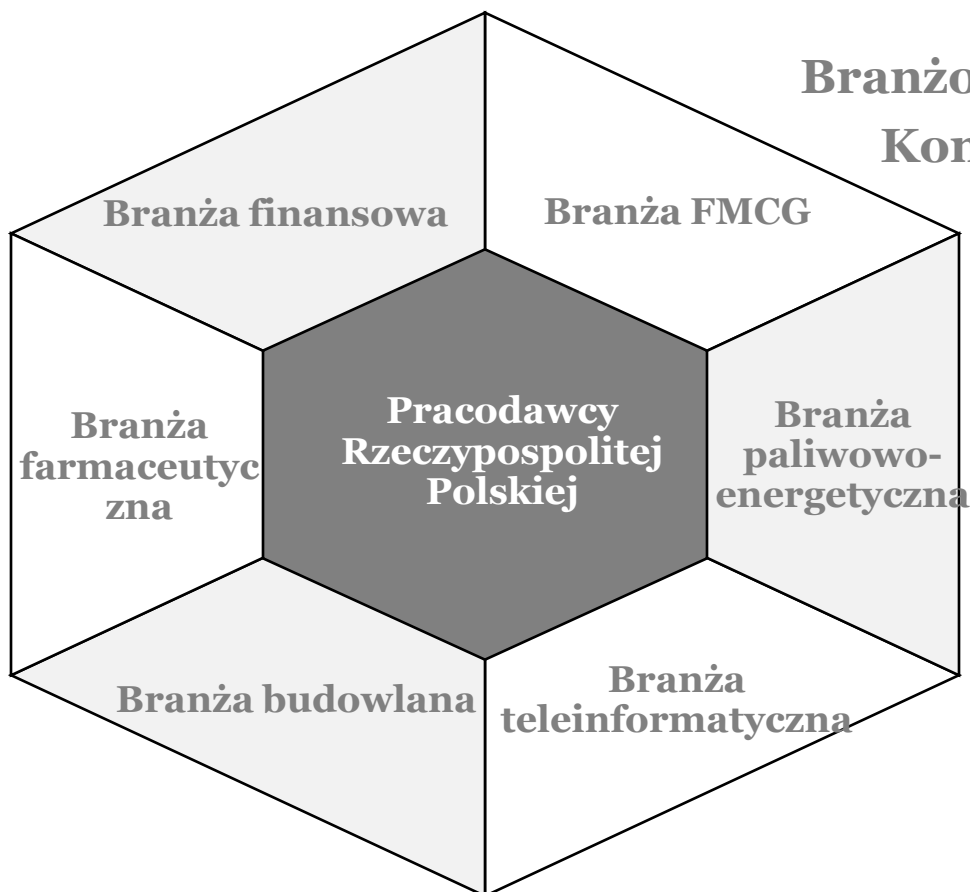 Branżo
Kon
Branża finansowa
Branża FMCG
Branża
farmaceutyc
zna
Pracodawcy
Rzeczypospolitej
Polskiej
Branża
paliwowo-
energetyczna
Branża budowlana
Branża
teleinformatyczna